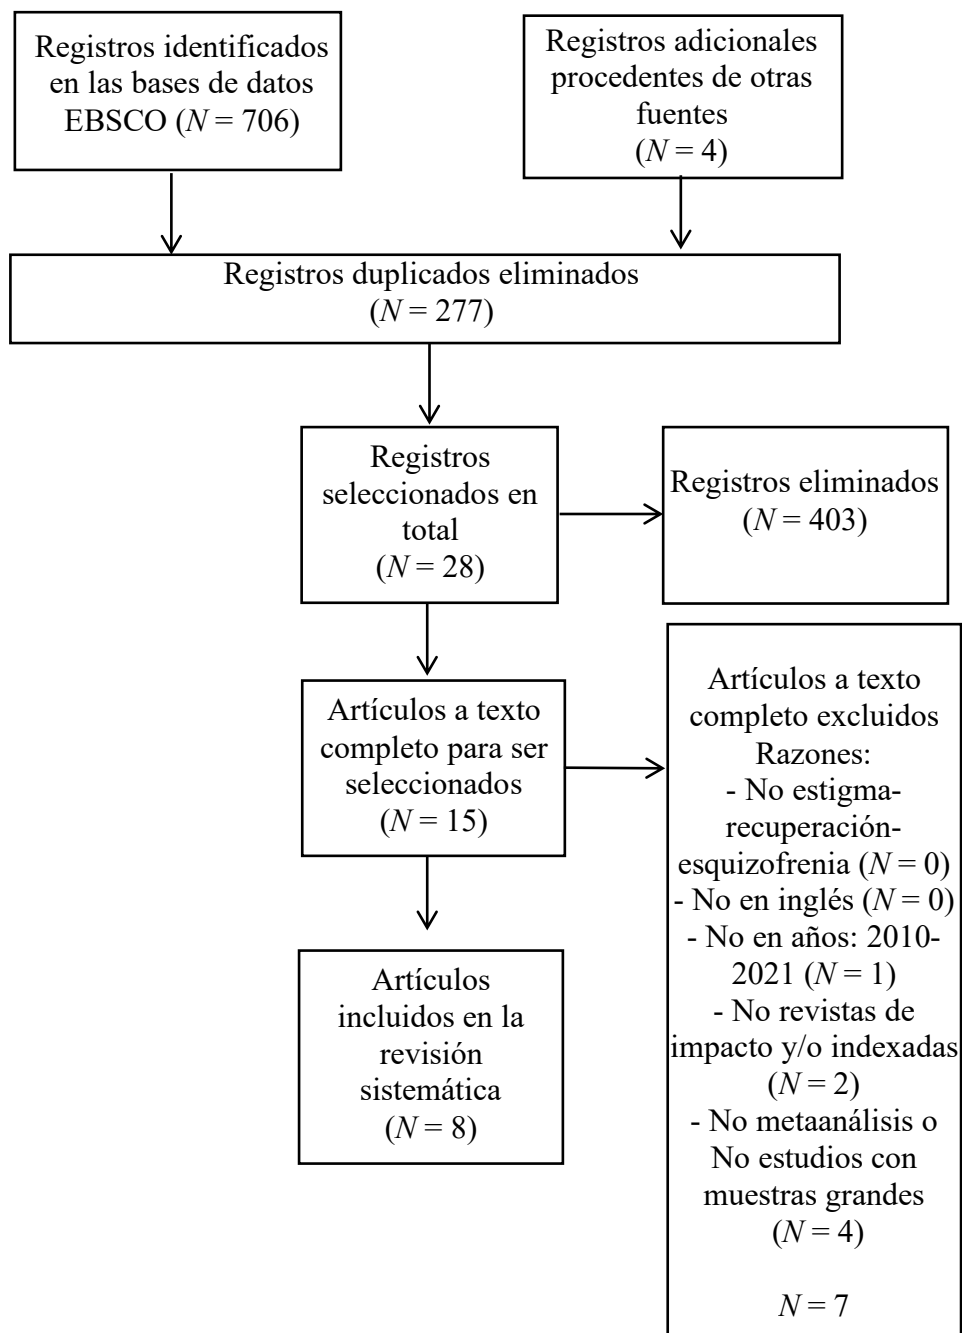 Registros identificados
en las bases de datos
EBSCO (N = 706)
Registros adicionales
procedentes de otras
fuentes
(N = 4)
Registros duplicados eliminados
(N = 277)
Registros
seleccionados en
total
(N = 28)
Registros eliminados
(N = 403)
Artículos a texto
completo para ser
seleccionados
(N = 15)
Artículos a texto
completo excluidos
Razones:
- No estigma-
recuperación-
esquizofrenia (N = 0)
- No en inglés (N = 0)
- No en años: 2010-
2021 (N = 1)
- No revistas de
impacto y/o indexadas
(N = 2)
- No metaanálisis o
No estudios con
muestras grandes
(N = 4)
N = 7
Artículos
incluidos en la
revisión
sistemática
(N = 8)